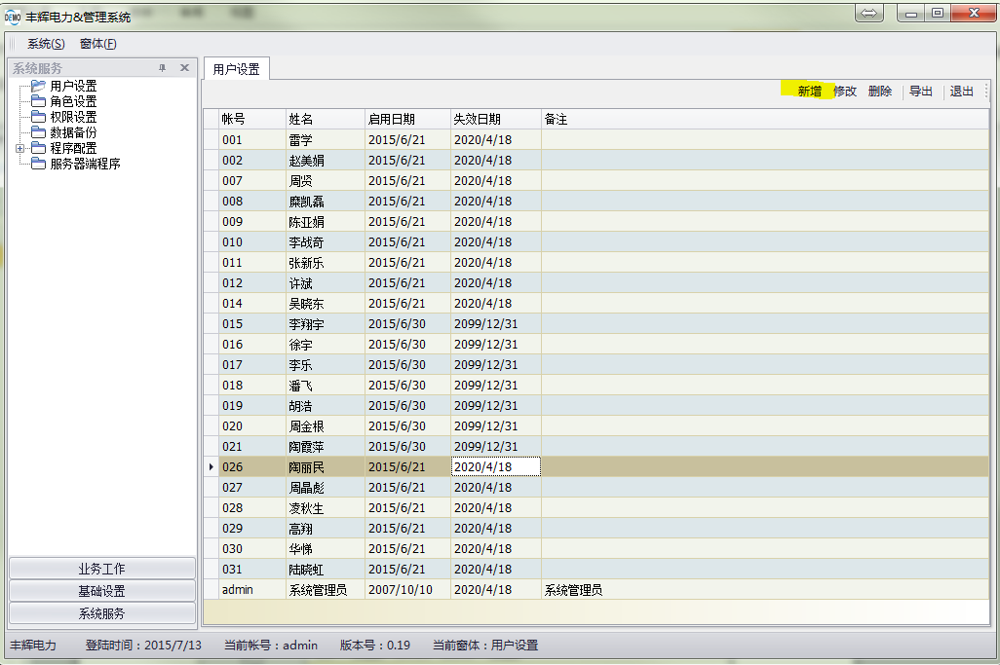 DEMO 丰辉电力&管理系统
系统(S) 窗体(F)
系统服务
用户设置
角色设置
权限设置
数据备份
程序配置
服务器端程序
业务工作
基础设置
系统服务
用户设置
新增 修改 删除 导出 退出
帐号 姓名 启用日期 失效日期 备注
001 雷学 2015/6/21 2020/4/18
002 赵美娟 2015/6/21 2020/4/18
007 周贤 2015/6/21 2020/4/18
008 糜凯磊 2015/6/21 2020/4/18
009 陈亚娟 2015/6/21 2020/4/18
010 李战奇 2015/6/21 2020/4/18
011 张新乐 2015/6/21 2020/4/18
012 许斌 2015/6/21 2020/4/18
014 吴晓东 2015/6/21 2020/4/18
015 李翔宇 2015/6/30 2099/12/31
016 徐宇 2015/6/30 2099/12/31
017 李乐 2015/6/30 2099/12/31
018 潘飞 2015/6/30 2099/12/31
019 胡浩 2015/6/30 2099/12/31
020 周金根 2015/6/30 2099/12/31
021 陶霞萍 2015/6/30 2099/12/31
026 陶丽民 2015/6/21 2020/4/18
027 周晶彪 2015/6/21 2020/4/18
028 凌秋生 2015/6/21 2020/4/18
029 高翔 2015/6/21 2020/4/18
030 华悌 2015/6/21 2020/4/18
031 陆晓虹 2015/6/21 2020/4/18
admin 系统管理员 2007/10/10 2020/4/18 系统管理员
丰辉电力 登陆时间：2015/7/13 当前帐号：admin 版本号：0.19 当前窗体：用户设置